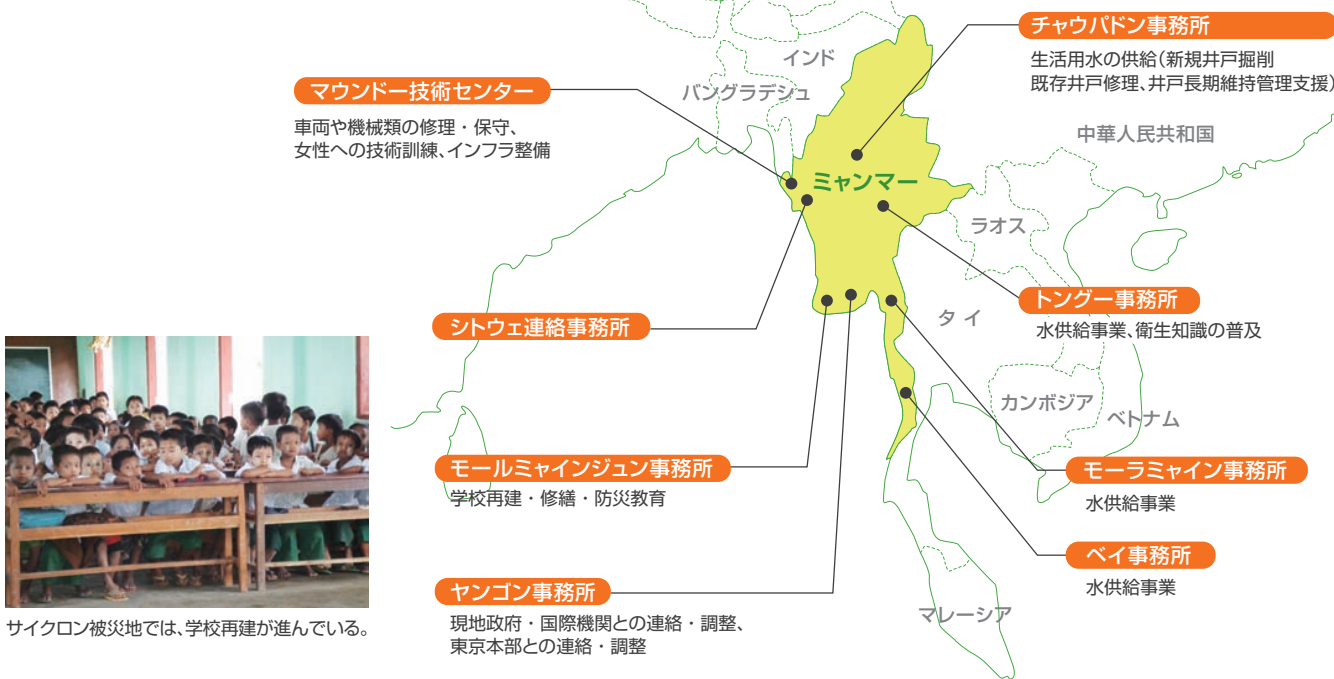 チャウパドン事務所
生活用水の供給(新規井戸掘削
既存井戸修理、井戸長期維持管理支援)
インド
バングラデシュ
マウンドー技術センター
車両や機械類の修理・保守、
女性への技術訓練、インフラ整備
中華人民共和国
ミャンマー
ラオス
トングー事務所
水供給事業、衛生知識の普及
シトウェ連絡事務所
タイ
カンボジア
ベトナム
モールミャインジュン事務所
学校再建・修繕・防災教育
モーラミャイン事務所
水供給事業
ベイ事務所
水供給事業
ヤンゴン事務所
現地政府・国際機関との連絡・調整、
東京本部との連絡・調整
マレーシア
サイクロン被災地では、学校再建が進んでいる。